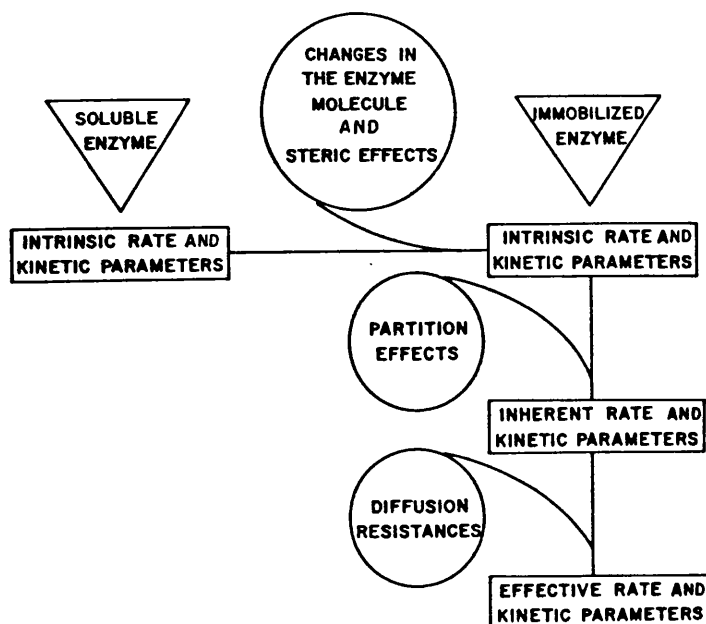 CHANGES IN
THE ENZYME
MOLECULE
AND
STERIC EFFECTS
SOLUBLE
ENZYME
IMMOBILIZED
ENZYME
INTRINSIC RATE AND
KINETIC PARAMETERS
INTRINSIC RATE AND
KINETIC PARAMETERS
PARTITION
EFFECTS
INHERENT RATE AND
KINETIC PARAMETERS
DIFFUSION
RESISTANCES
EFFECTIVE RATE AND
KINETIC PARAMETERS